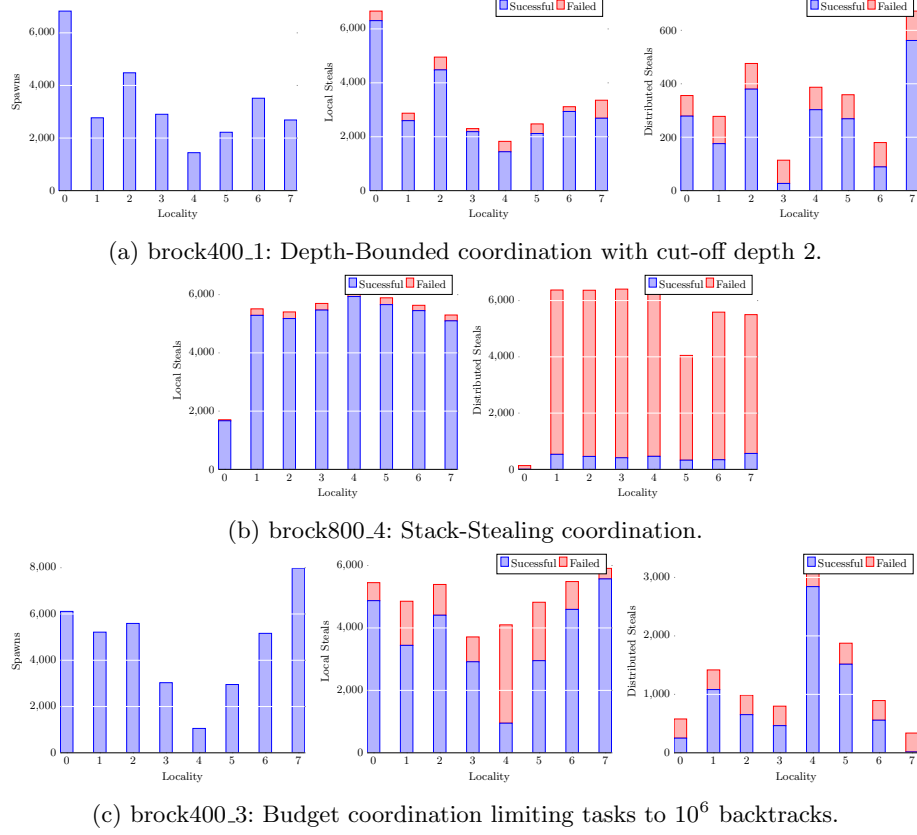 Sucessful Failed
Sucessful Failed
6,000
4,000
2,000
0
Spawns
0 1 2 3 4 5 6 7
Locality
6,000
4,000
2,000
0
Local Steals
0 1 2 3 4 5 6 7
Locality
600
400
200
0
Distributed Steals
0 1 2 3 4 5 6 7
Locality
(a) brock400_1: Depth-Bounded coordination with cut-off depth 2.
Sucessful Failed
Sucessful Failed
6,000
4,000
2,000
0
Local Steals
0 1 2 3 4 5 6 7
Locality
6,000
4,000
2,000
0
Distributed Steals
0 1 2 3 4 5 6 7
Locality
(b) brock800_4: Stack-Stealing coordination.
Sucessful Failed
Sucessful Failed
8,000
6,000
4,000
2,000
0
Spawns
0 1 2 3 4 5 6 7
Locality
6,000
4,000
2,000
0
Local Steals
0 1 2 3 4 5 6 7
Locality
3,000
2,000
1,000
0
Distributed Steals
0 1 2 3 4 5 6 7
Locality
(c) brock400_3: Budget coordination limiting tasks to 10⁶ backtracks.